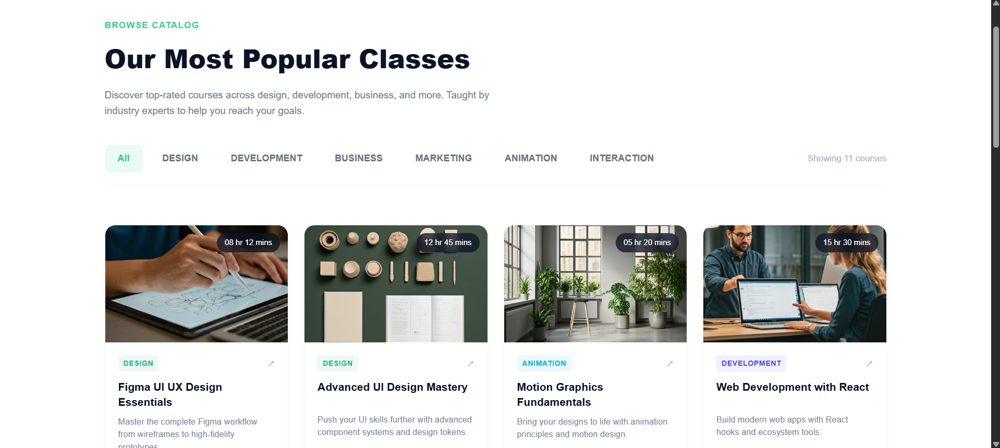 BROWSE CATALOG
Our Most Popular Classes
Discover top-rated courses across design, development, business, and more. Taught by
industry experts to help you reach your goals.
All
DESIGN
DEVELOPMENT
BUSINESS
MARKETING
ANIMATION
INTERACTION
Showing 11 courses
08 hr 12 mins
12 hr 45 mins
05 hr 20 mins
15 hr 30 mins
DESIGN
Figma UI UX Design
Essentials
Master the complete Figma workflow
from wireframes to high-fidelity
prototypes.
DESIGN
Advanced UI Design Mastery
Push your UI skills further with advanced
component systems and design tokens.
ANIMATION
Motion Graphics
Fundamentals
Bring your designs to life with animation
principles and motion design.
DEVELOPMENT
Web Development with React
Build modern web apps with React
hooks and ecosystem tools.